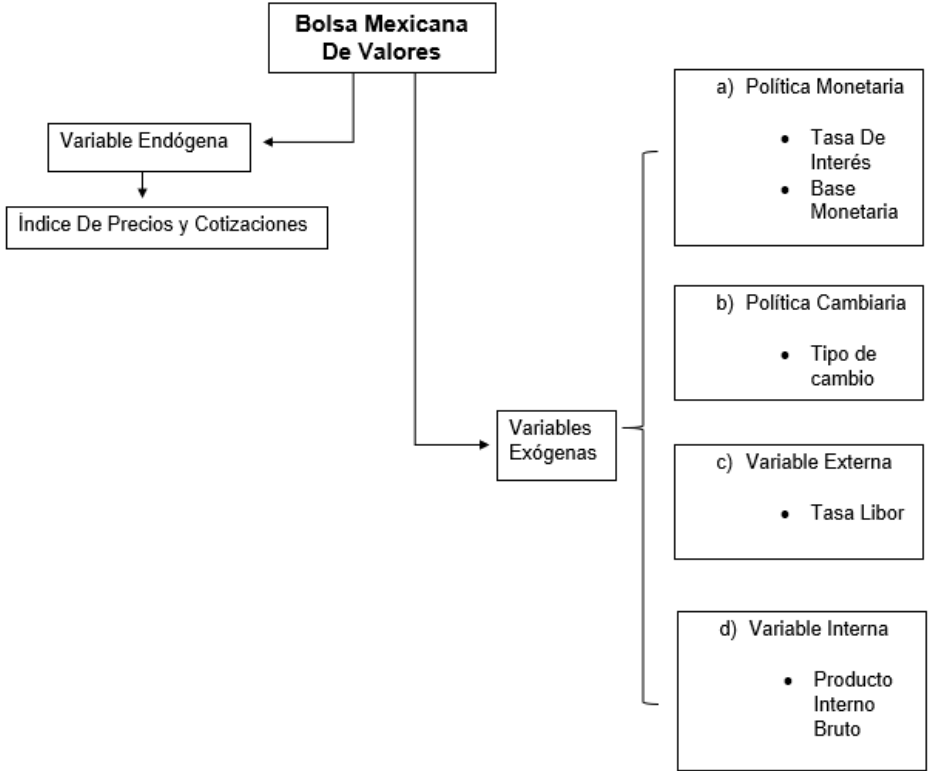 Bolsa Mexicana
De Valores
Variable Endógena
Índice De Precios y Cotizaciones
Variables
Exógenas
a) Política Monetaria
• Tasa De
Interés
• Base
Monetaria
b) Política Cambiaria
• Tipo de
cambio
c) Variable Externa
• Tasa Libor
d) Variable Interna
• Producto
Interno
Bruto